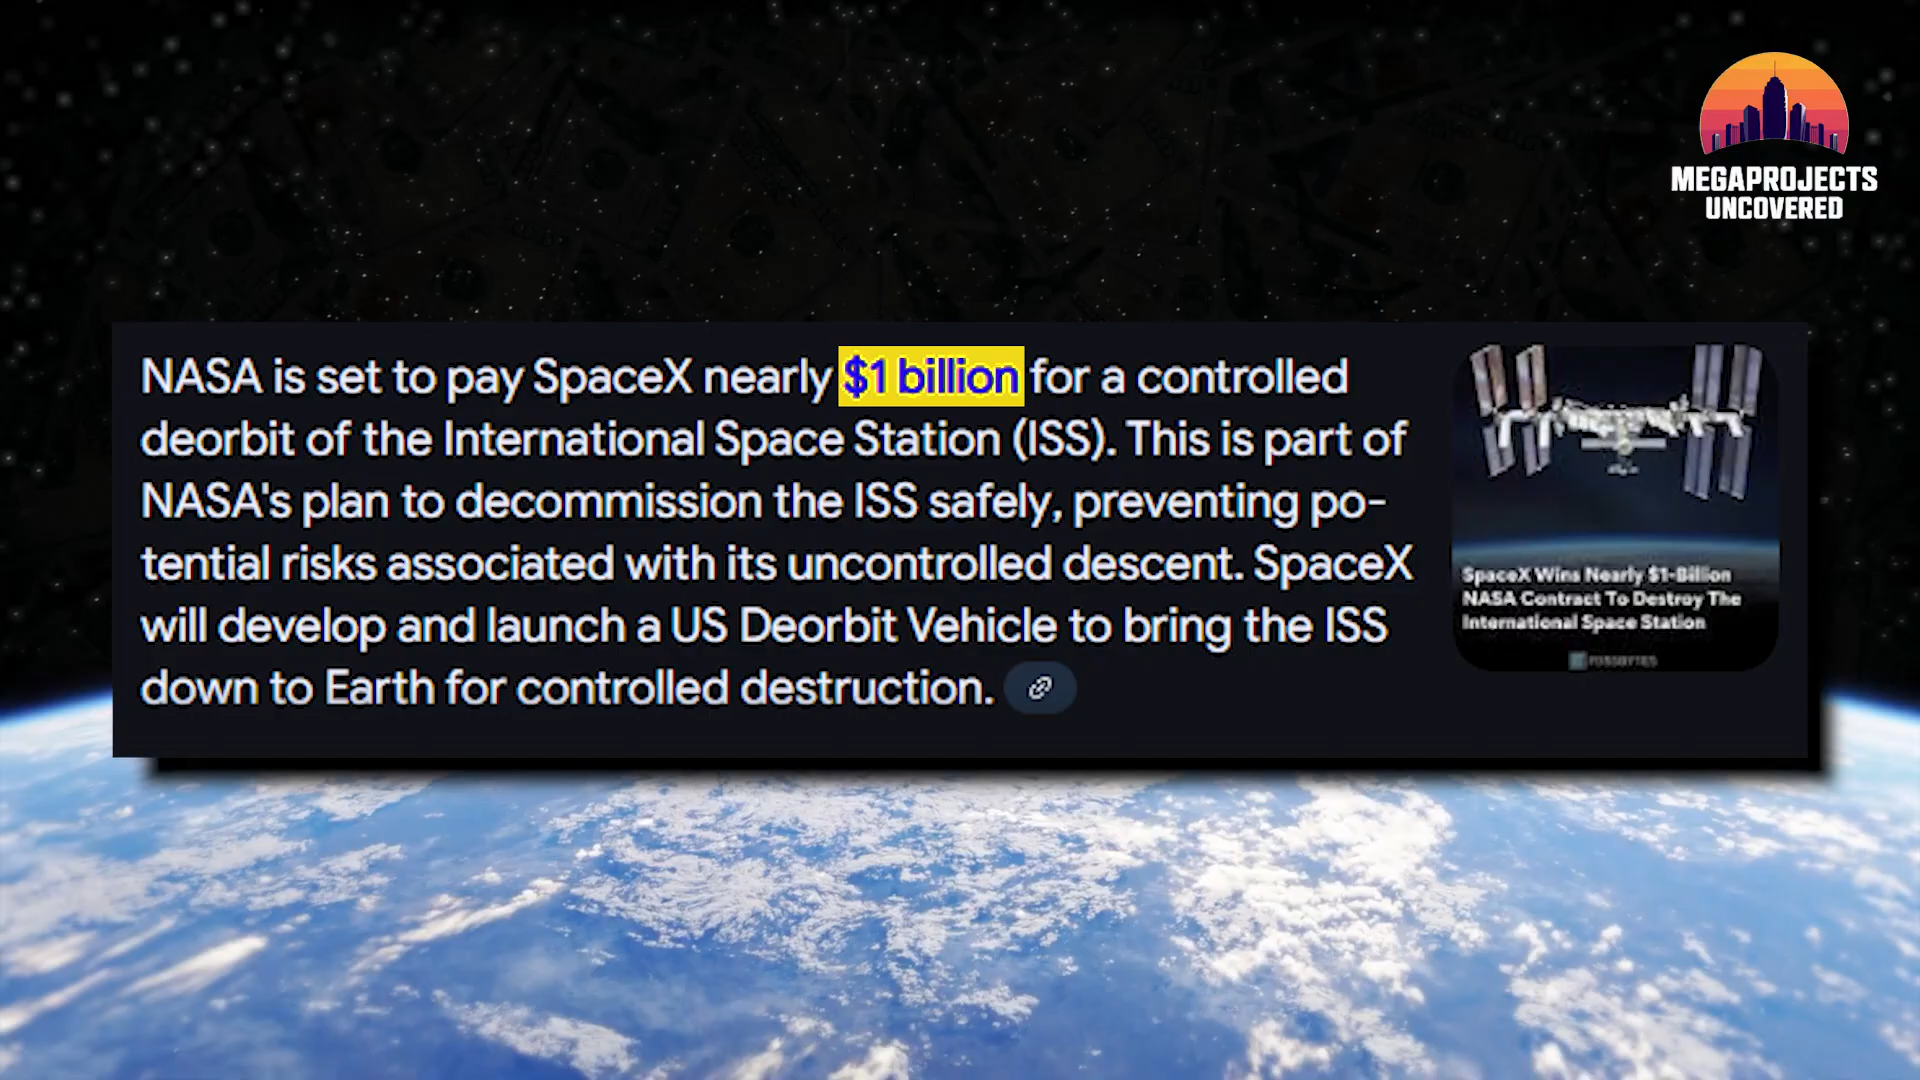 MEGAPROJECTS
UNCOVERED
NASA is set to pay SpaceX nearly $1 billion for a controlled
deorbit of the International Space Station (ISS). This is part of
NASA's plan to decommission the ISS safely, preventing po-
tential risks associated with its uncontrolled descent. SpaceX
will develop and launch a US Deorbit Vehicle to bring the ISS
down to Earth for controlled destruction.
SpaceX Wins Nearly $1-Billion
NASA Contract To Destroy The
International Space Station